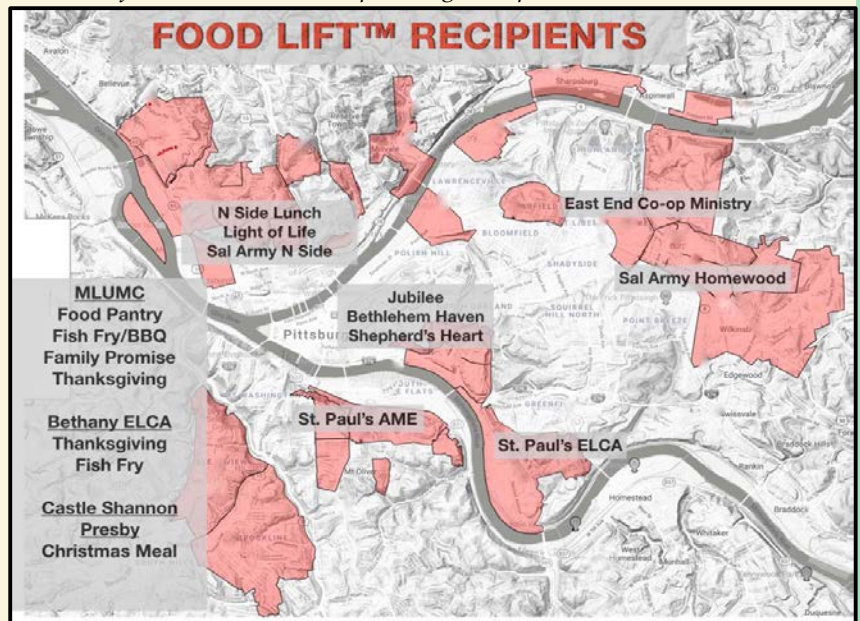 FOOD LIFT™ RECIPIENTS
Avalon
Bellevue
McKees Rocks
Sharpsburg
Aspinwall
Reserve
Township
Millvale
LAWRENCEVILLE
N Side Lunch
Light of Life
Sal Army N Side
East End Co-op Ministry
BLOOMFIELD
POLISH HILL
SHADYSIDE
Sal Army Homewood
SQUIRREL
HILL NORTH
POINT BREEZE
Wilkinsburg
MLUMC
Food Pantry
Fish Fry/BBQ
Family Promise
Thanksgiving
Jubilee
Bethlehem Haven
Shepherd's Heart
Pittsburg
Edgewood
Swissvale
Bethany ELCA
Thanksgiving
Fish Fry
St. Paul's AME
St. Paul's ELCA
Mt Oliver
Braddock Hills
Rankin
Homestead
Braddock
Castle Shannon
Presby
Christmas Meal
BROOKLINE
Whitaker
West
Homestead
Munhall
Duquesne